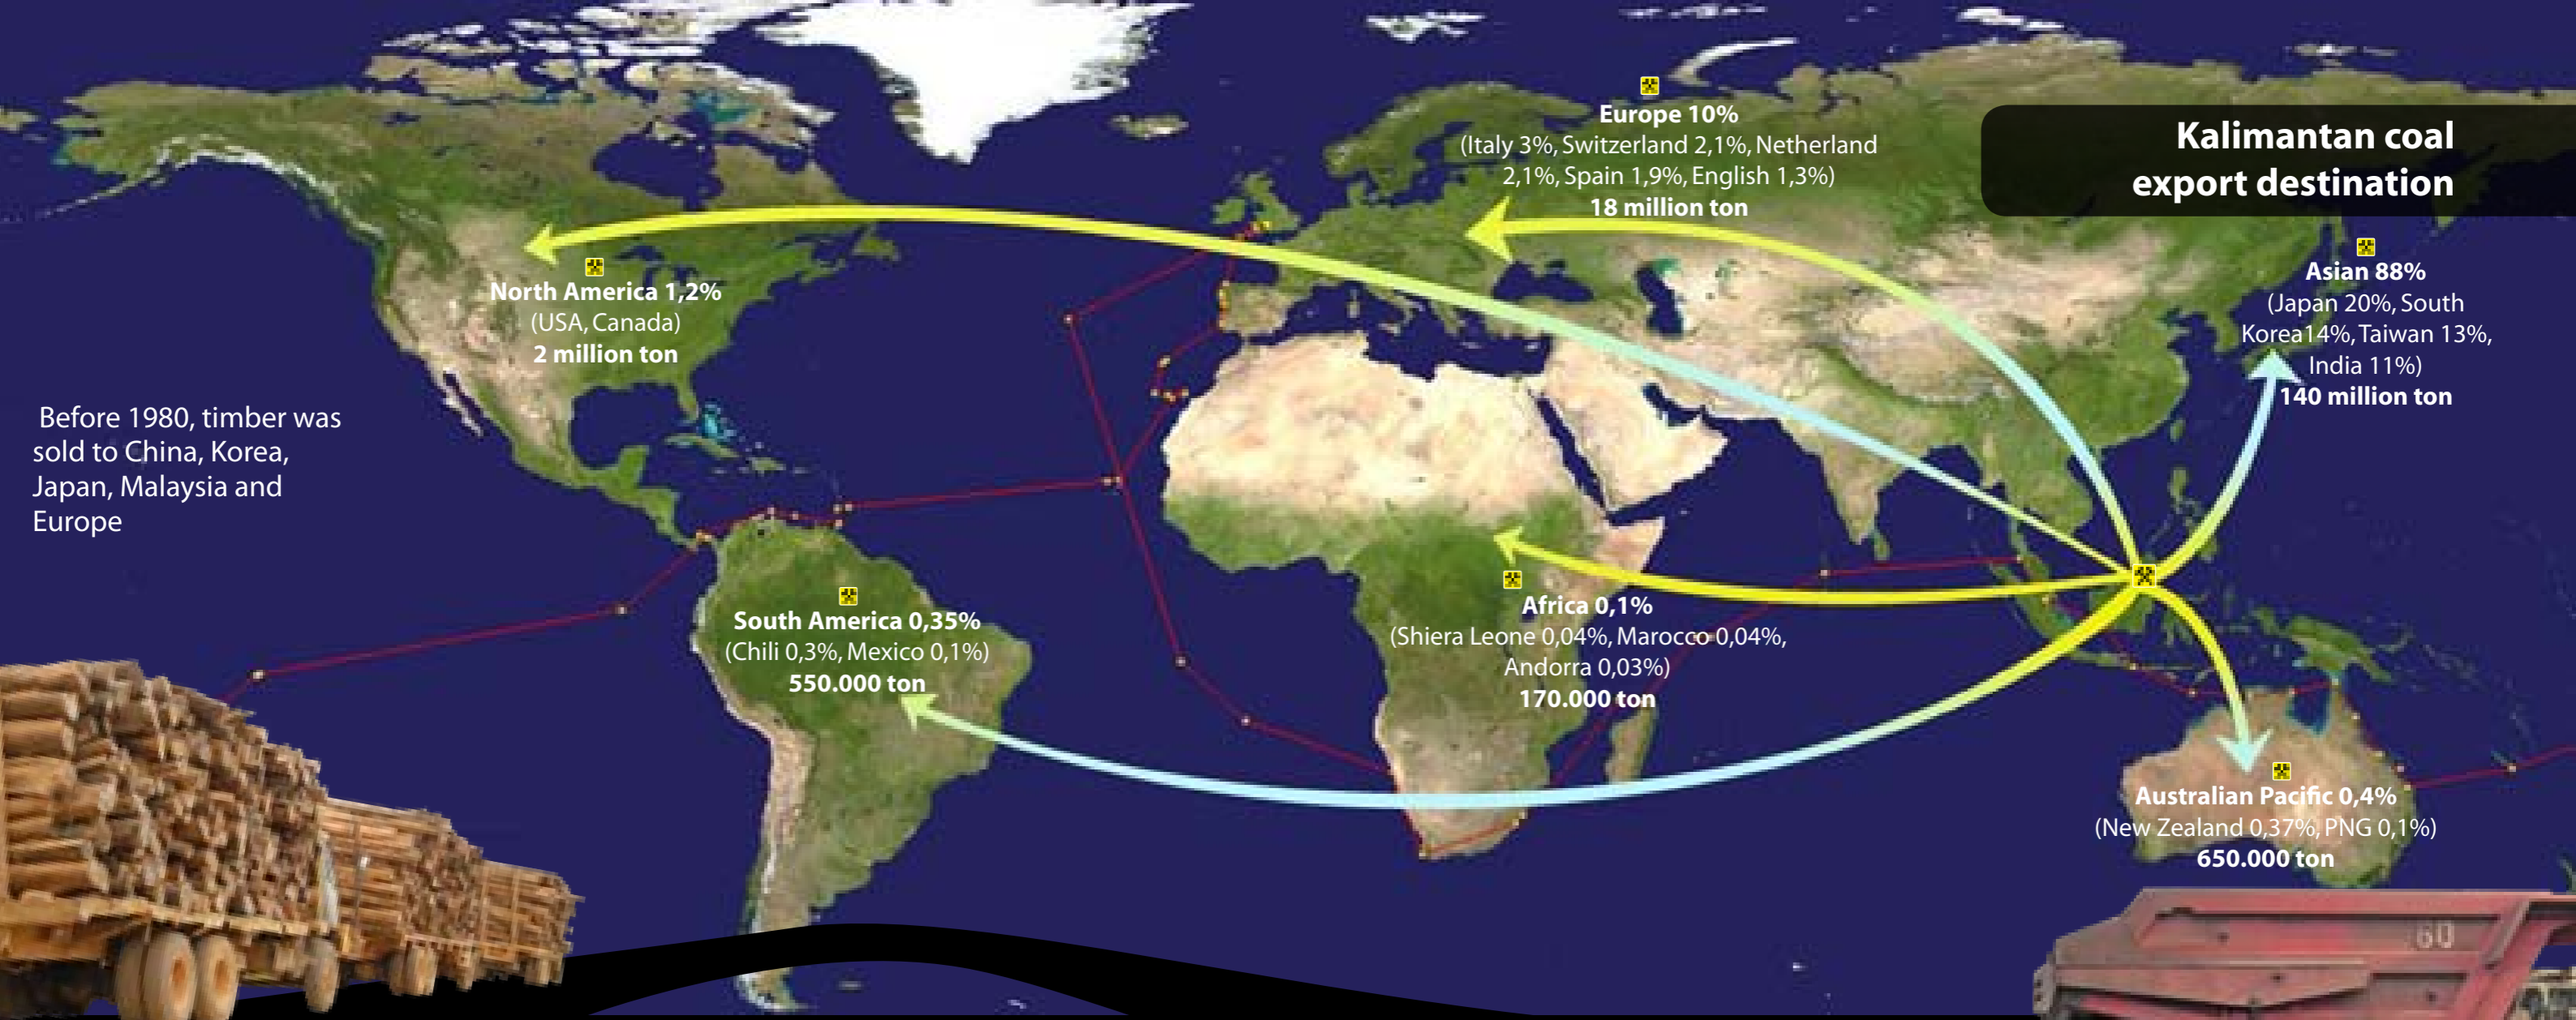 Kalimantan coal
export destination
Europe 10%
(Italy 3%, Switzerland 2,1%, Netherland
2,1%, Spain 1,9%, English 1,3%)
18 million ton
Asian 88%
(Japan 20%, South
Korea14%, Taiwan 13%,
India 11%)
140 million ton
North America 1,2%
(USA, Canada)
2 million ton
Before 1980, timber was
sold to China, Korea,
Japan, Malaysia and
Europe
South America 0,35%
(Chili 0,3%, Mexico 0,1%)
550.000 ton
Africa 0,1%
(Shiera Leone 0,04%, Marocco 0,04%,
Andorra 0,03%)
170.000 ton
Australian Pacific 0,4%
(New Zealand 0,37%, PNG 0,1%)
650.000 ton
60